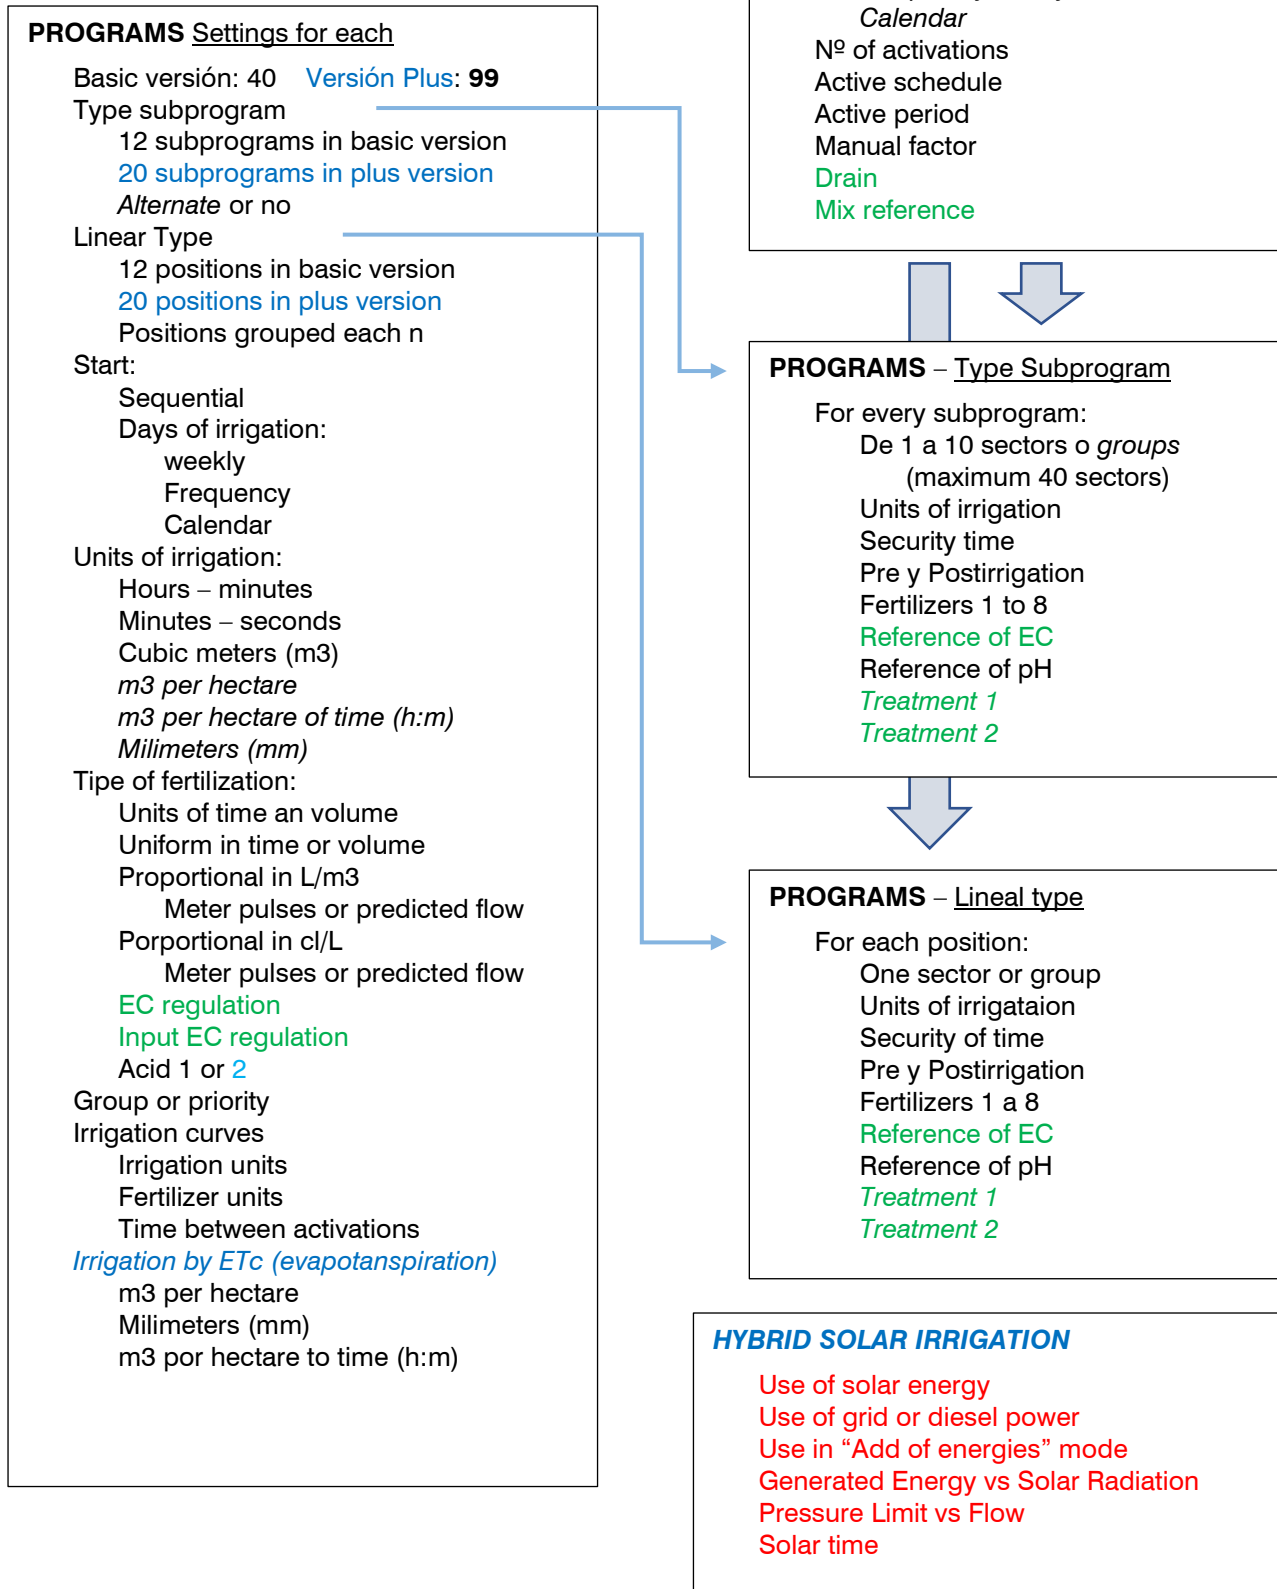 PROGRAMS Settings for each
Basic versión: 40 Versión Plus: 99
Type subprogram
12 subprograms in basic version
20 subprograms in plus version
Alternate or no
Linear Type
12 positions in basic version
20 positions in plus version
Positions grouped each n
Start:
Sequential
Days of irrigation:
weekly
Frequency
Calendar
Units of irrigation:
Hours – minutes
Minutes – seconds
Cubic meters (m3)
m3 per hectare
m3 per hectare of time (h:m)
Milimeters (mm)
Tipe of fertilization:
Units of time an volume
Uniform in time or volume
Proportional in L/m3
Meter pulses or predicted flow
Porportional in cl/L
Meter pulses or predicted flow
EC regulation
Input EC regulation
Acid 1 or 2
Group or priority
Irrigation curves
Irrigation units
Fertilizer units
Time between activations
Irrigation by ETc (evapotanspiration)
m3 per hectare
Milimeters (mm)
m3 por hectare to time (h:m)
Calendar
Nº of activations
Active schedule
Active period
Manual factor
Drain
Mix reference
PROGRAMS – Type Subprogram
For every subprogram:
De 1 a 10 sectors o groups
(maximum 40 sectors)
Units of irrigation
Security time
Pre y Postirrigation
Fertilizers 1 to 8
Reference of EC
Reference of pH
Treatment 1
Treatment 2
PROGRAMS – Lineal type
For each position:
One sector or group
Units of irrigataion
Security of time
Pre y Postirrigation
Fertilizers 1 a 8
Reference of EC
Reference of pH
Treatment 1
Treatment 2
HYBRID SOLAR IRRIGATION
Use of solar energy
Use of grid or diesel power
Use in “Add of energies” mode
Generated Energy vs Solar Radiation
Pressure Limit vs Flow
Solar time